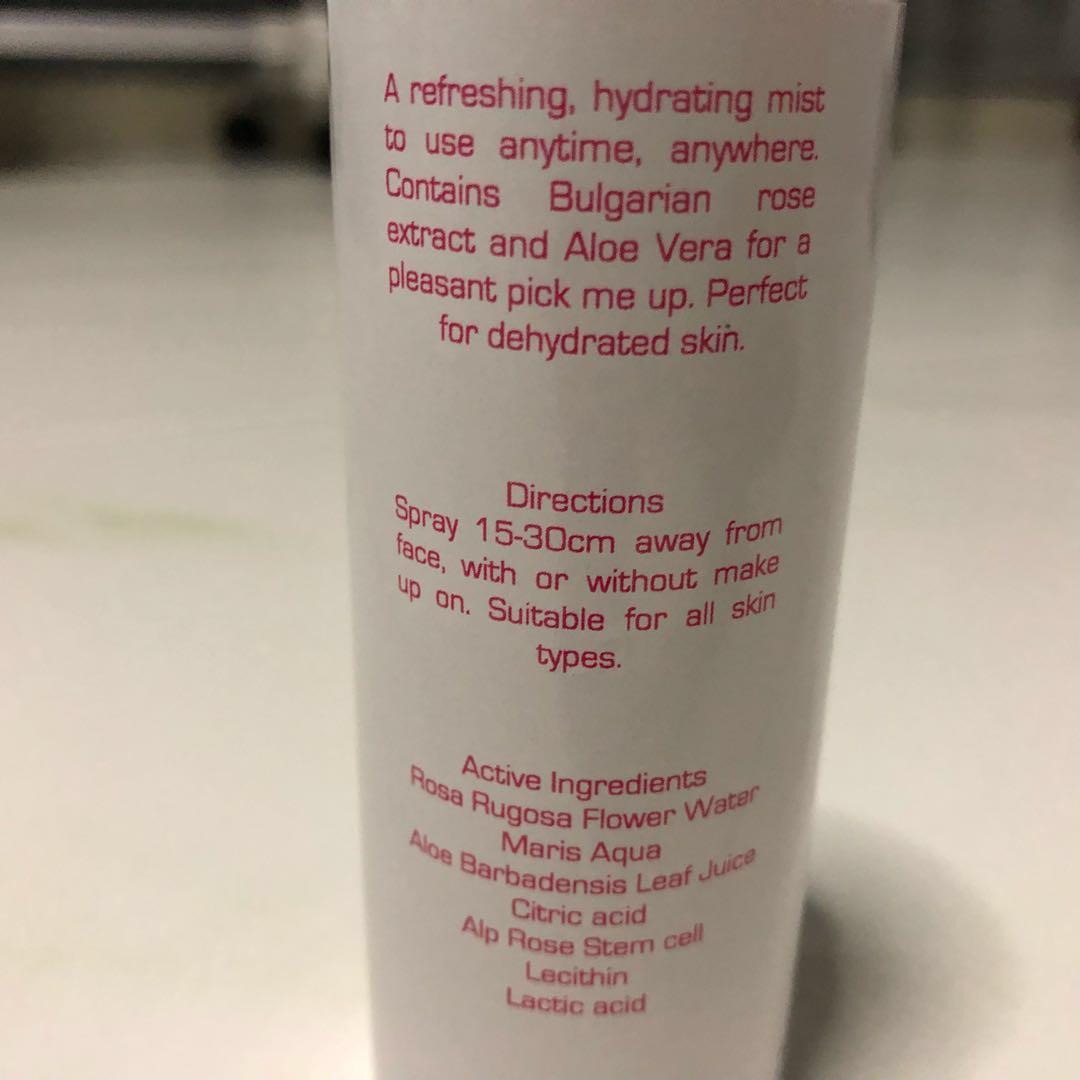 A refreshing, hydrating mist
to use anytime, anywhere.
Contains Bulgarian rose
extract and Aloe Vera for a
pleasant pick me up. Perfect
for dehydrated skin.
Directions
Spray 15-30cm away from
face, with or without make
up on. Suitable for all skin
types.
Active Ingredients
Rosa Rugosa Flower Water
Maris Aqua
Aloe Barbadensis Leaf Juice
Citric acid
Alp Rose Stem cell
Lecithin
Lactic acid